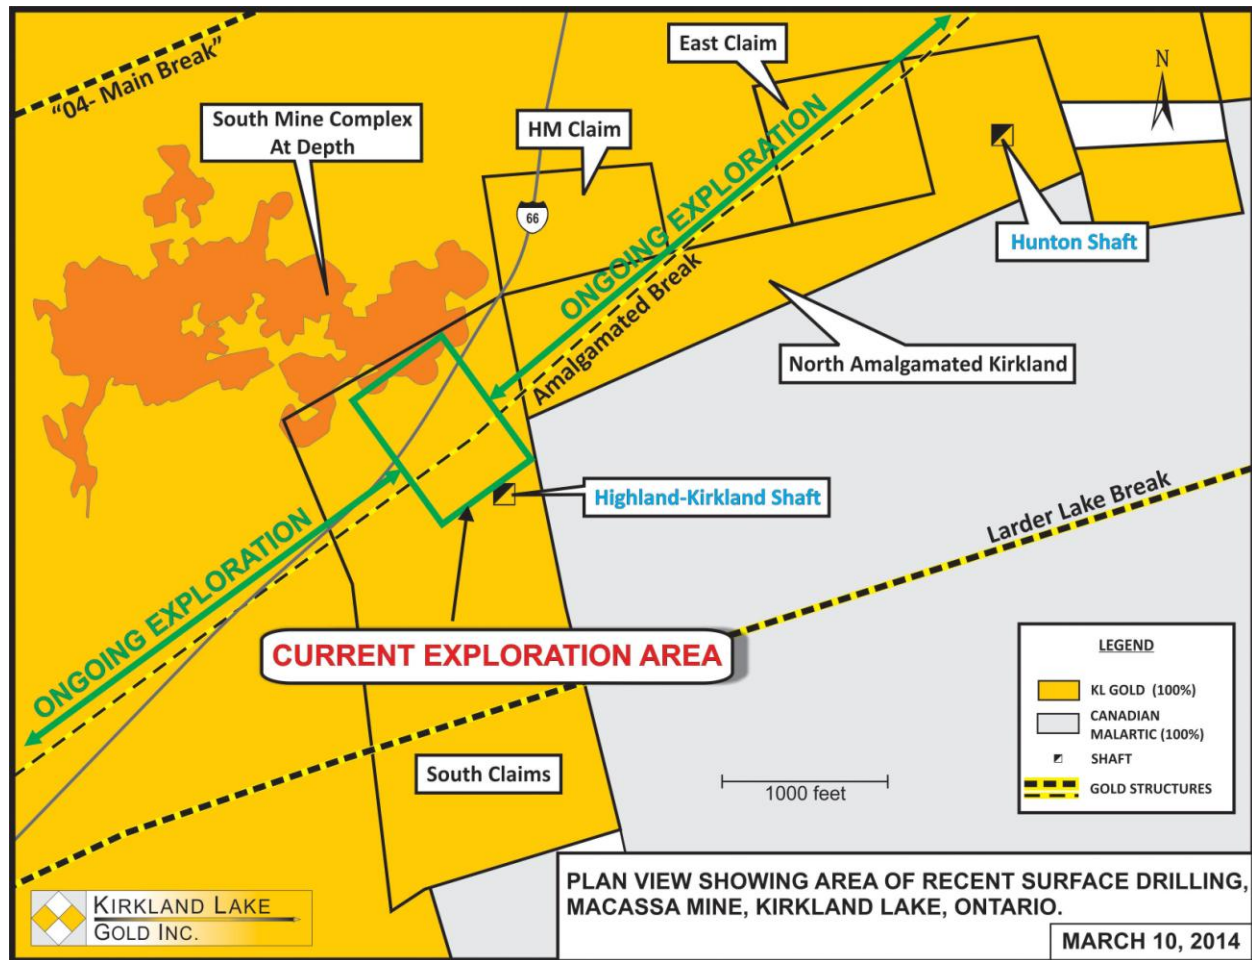 "04- Main Break"
South Mine Complex
At Depth
HM Claim
East Claim
N
66
ONGOING EXPLORATION
Amalgamated Break
Hunton Shaft
North Amalgamated Kirkland
Highland-Kirkland Shaft
Larder Lake Break
ONGOING EXPLORATION
CURRENT EXPLORATION AREA
South Claims
1000 feet
LEGEND
KL GOLD (100%)
CANADIAN
MALARTIC (100%)
SHAFT
GOLD STRUCTURES
KIRKLAND LAKE
GOLD INC.
PLAN VIEW SHOWING AREA OF RECENT SURFACE DRILLING,
MACASSA MINE, KIRKLAND LAKE, ONTARIO.
MARCH 10, 2014